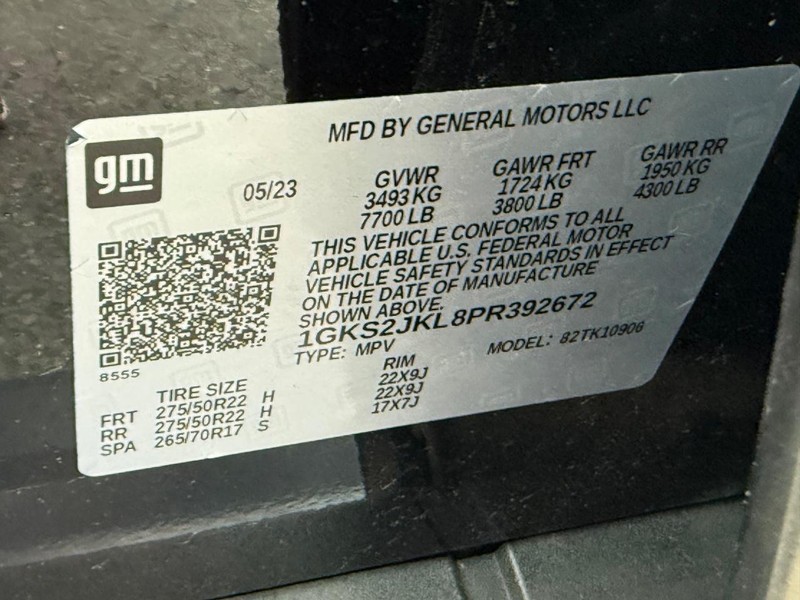 MFD BY GENERAL MOTORS LLC
gm
05/23
GVWR
3493 KG
7700 LB
GAWR FRT
1724 KG
3800 LB
GAWR RR
1950 KG
4300 LB
THIS VEHICLE CONFORMS TO ALL
APPLICABLE U.S. FEDERAL MOTOR
VEHICLE SAFETY STANDARDS IN EFFECT
ON THE DATE OF MANUFACTURE
SHOWN ABOVE.
1GKS2JKL8PR392672
TYPE: MPV
MODEL: 82TK10906
8555
TIRE SIZE
RIM
FRT 275/50R22 H 22X9J
RR 275/50R22 H 22X9J
SPA 265/70R17 S 17X7J